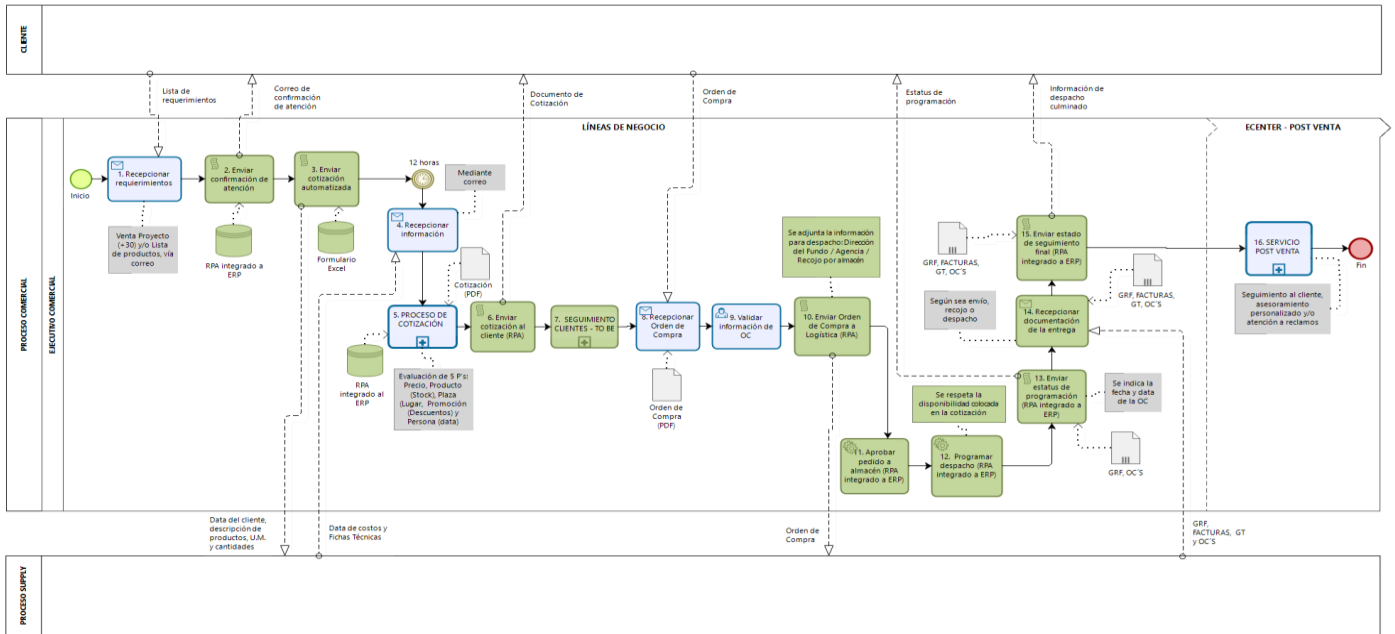 CLIENTE
Lista de
requerimientos
Correo de
confirmación
de atención
Documento de
Cotización
Orden de
Compra
Estatus de
programación
Información de
despacho
culminado
PROCESO COMERCIAL
EJECUTIVO COMERCIAL
LÍNEAS DE NEGOCIO
ECENTER - POST VENTA
Inicio
1. Recepcionar
requierimientos
Venta Proyecto
(+30) y/o Lista
de productos, vía
correo
2. Enviar
confirmación de
atención
RPA integrado a
ERP
3. Enviar
cotización
automatizada
Formulario
Excel
12 horas
Mediante
correo
4. Recepcionar
información
Cotización
(PDF)
5. PROCESO DE
COTIZACIÓN
RPA
integrado al
ERP
Evaluación de 5 P's:
Precio, Producto
(Stock), Plaza
(Lugar, Promoción
(Descuentos) y
Persona (data)
6. Enviar
cotización al
cliente (RPA)
7. SEGUIMIENTO
CLIENTES - TO BE
8. Recepcionar
Orden de
Compra
Orden de
Compra
(PDF)
9. Validar
información de
OC
Se adjunta la información
para despacho: Dirección
del Fundo / Agencia /
Recojo por almacén
10. Enviar Orden
de Compra a
Logística (RPA)
11. Aprobar
pedido a
almacén (RPA
integrado a ERP)
Se respeta la
disponibilidad colocada
en la cotización
12. Programar
despacho (RPA
integrado a ERP)
13. Enviar
estatus de
programación
(RPA integrado a
ERP)
Se indica la
fecha y data
de la OC
GRF, OC´S
Según sea envío,
recojo o
despacho
14. Recepcionar
documentación
de la entrega
GRF, FACTURAS,
GT, OC´S
15. Enviar estado
de seguimiento
final (RPA
integrado a ERP)
GRF, FACTURAS,
GT, OC´S
16. SERVICIO
POST VENTA
Seguimiento al cliente,
asesoramiento
personalizado y/o
atención a reclamos
Fin
Data del cliente,
descripción de
productos, U.M.
y cantidades
Data de costos y
Fichas Técnicas
Orden de
Compra
GRF,
FACTURAS, GT
y OC´S
PROCESO SUPPLY